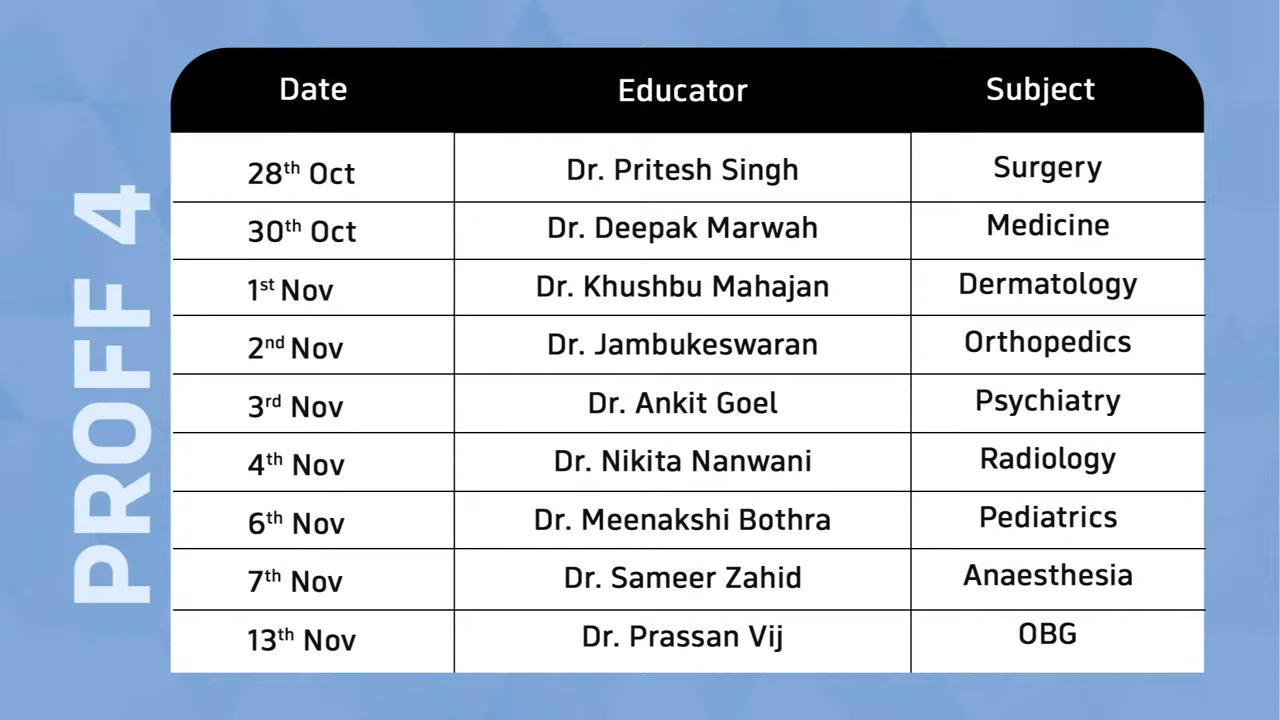 PROFF 4
Date Educator Subject
28th Oct Dr. Pritesh Singh Surgery
30th Oct Dr. Deepak Marwah Medicine
1st Nov Dr. Khushbu Mahajan Dermatology
2nd Nov Dr. Jambukeswaran Orthopedics
3rd Nov Dr. Ankit Goel Psychiatry
4th Nov Dr. Nikita Nanwani Radiology
6th Nov Dr. Meenakshi Bothra Pediatrics
7th Nov Dr. Sameer Zahid Anaesthesia
13th Nov Dr. Prassan Vij OBG